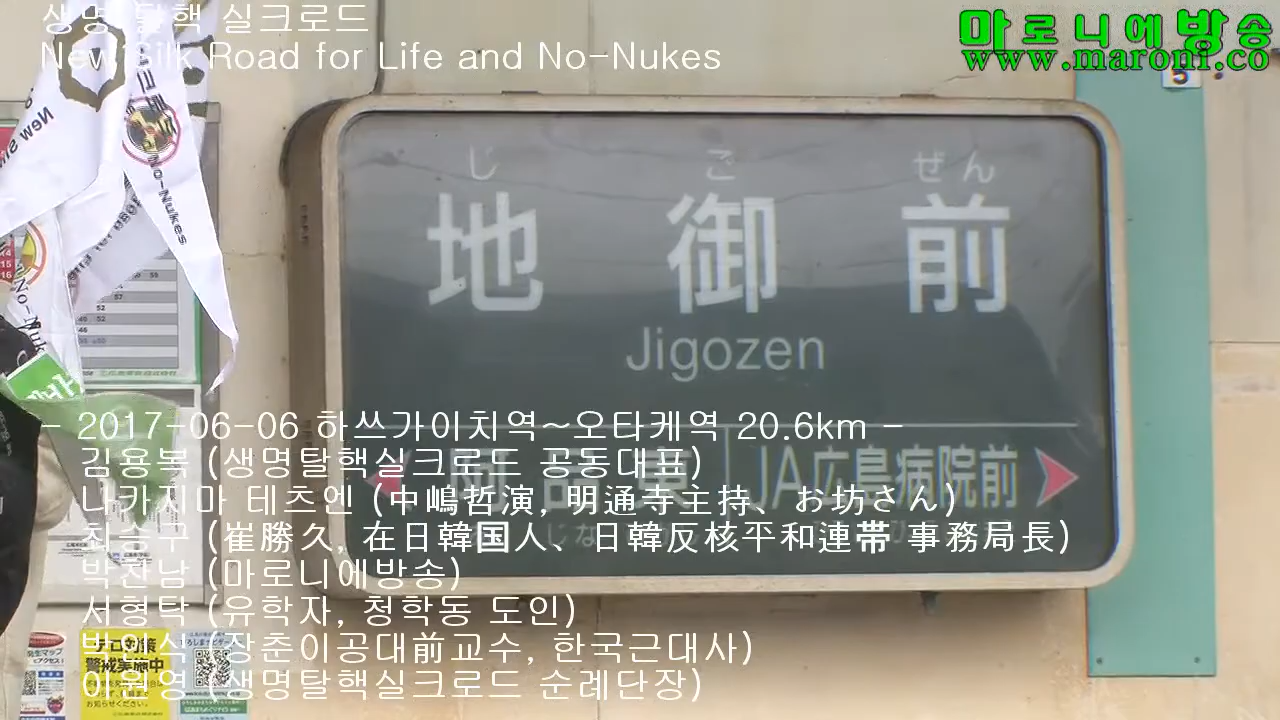 생명 탈핵 실크로드
New Silk Road for Life and No-Nukes
마로니에방송
www.maroni.co
5
じ ご ぜん
地御前
Jigozen
JA広島病院前
No-Nukes
- 2017-06-06 하쓰가이치역~오타케역 20.6km -
김용복 (생명탈핵실크로드 공동대표)
나카지마 테츠엔 (中嶋哲演, 明通寺主持、お坊さん)
최승구 (崔勝久, 在日韓国人、日韓反核平和連帯 事務局長)
박찬남 (마로니에방송)
서형탁 (유학자, 청학동 도인)
(장춘이공대前교수, 한국근대사)
이원영 (생명탈핵실크로드 순례단장)
警戒実施中